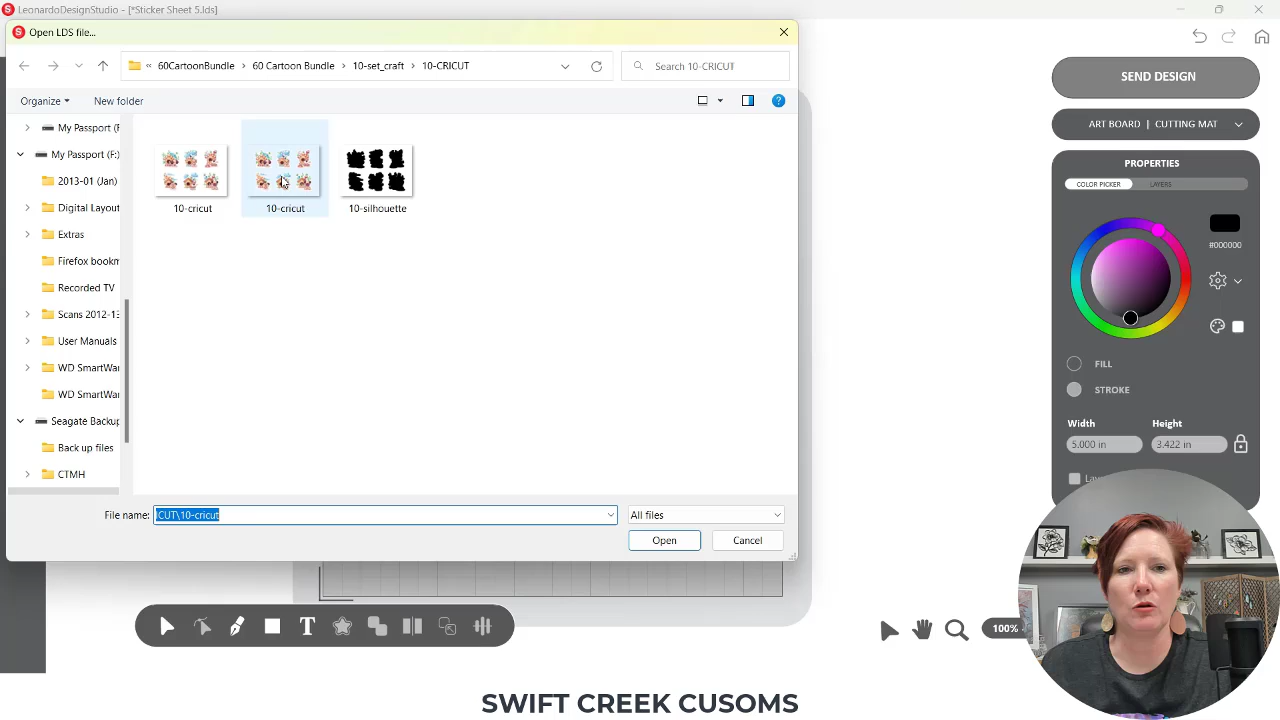 LeonardoDesignStudio - [*Sticker Sheet 5.lds]
Open LDS file...
« 60CartoonBundle › 60 Cartoon Bundle › 10-set_craft › 10-CRICUT
Search 10-CRICUT
Organize
New folder
My Passport (F
My Passport (F:)
2013-01 (Jan)
Digital Layout
Extras
Firefox bookm
Recorded TV
Scans 2012-13
User Manuals
WD SmartWar
WD SmartWar
Seagate Backup
Back up files
CTMH
10-cricut
10-cricut
10-silhouette
File name:
ICUT\10-cricut
All files
Open
Cancel
SEND DESIGN
ART BOARD | CUTTING MAT
PROPERTIES
COLOR PICKER
LAYERS
#000000
FILL
STROKE
Width
Height
5.000 in
3.422 in
Lay
T
100%
SWIFT CREEK CUSOMS